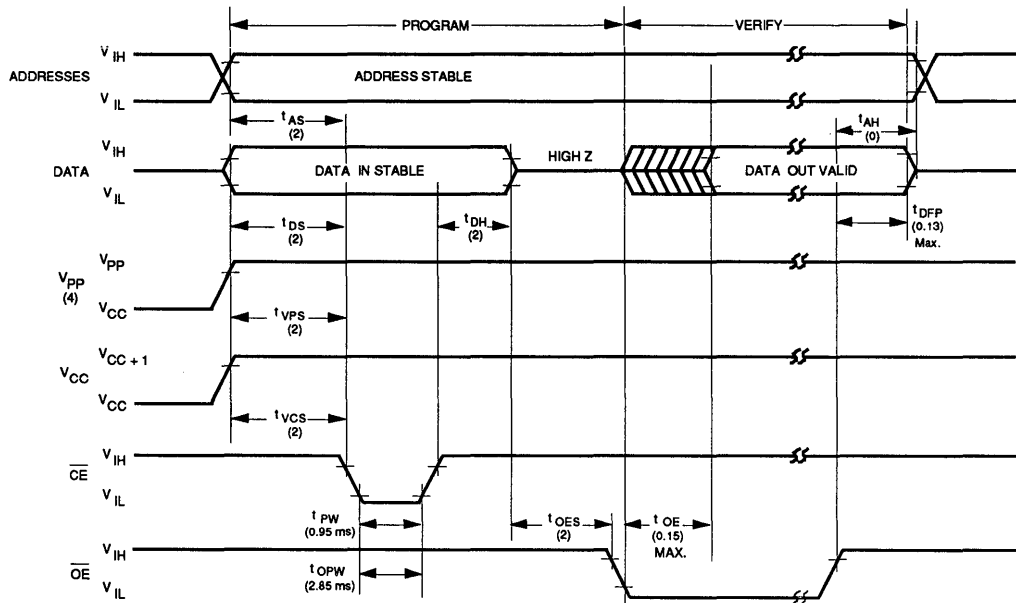 PROGRAM VERIFY
V IH
ADDRESSES ADDRESS STABLE
V IL
t AS
(2)
t AH
(0)
V IH
DATA DATA IN STABLE HIGH Z DATA OUT VALID
V IL
t DS
(2)
t DH
(2)
t DFP
(0.13)
Max.
V PP
V PP
(4)
V CC
t VPS
(2)
V CC + 1
V CC
V CC
t VCS
(2)
V IH
CE
V IL
t PW
(0.95 ms)
t OES
(2)
t OE
(0.15)
MAX.
V IH
OE
V IL
t OPW
(2.85 ms)